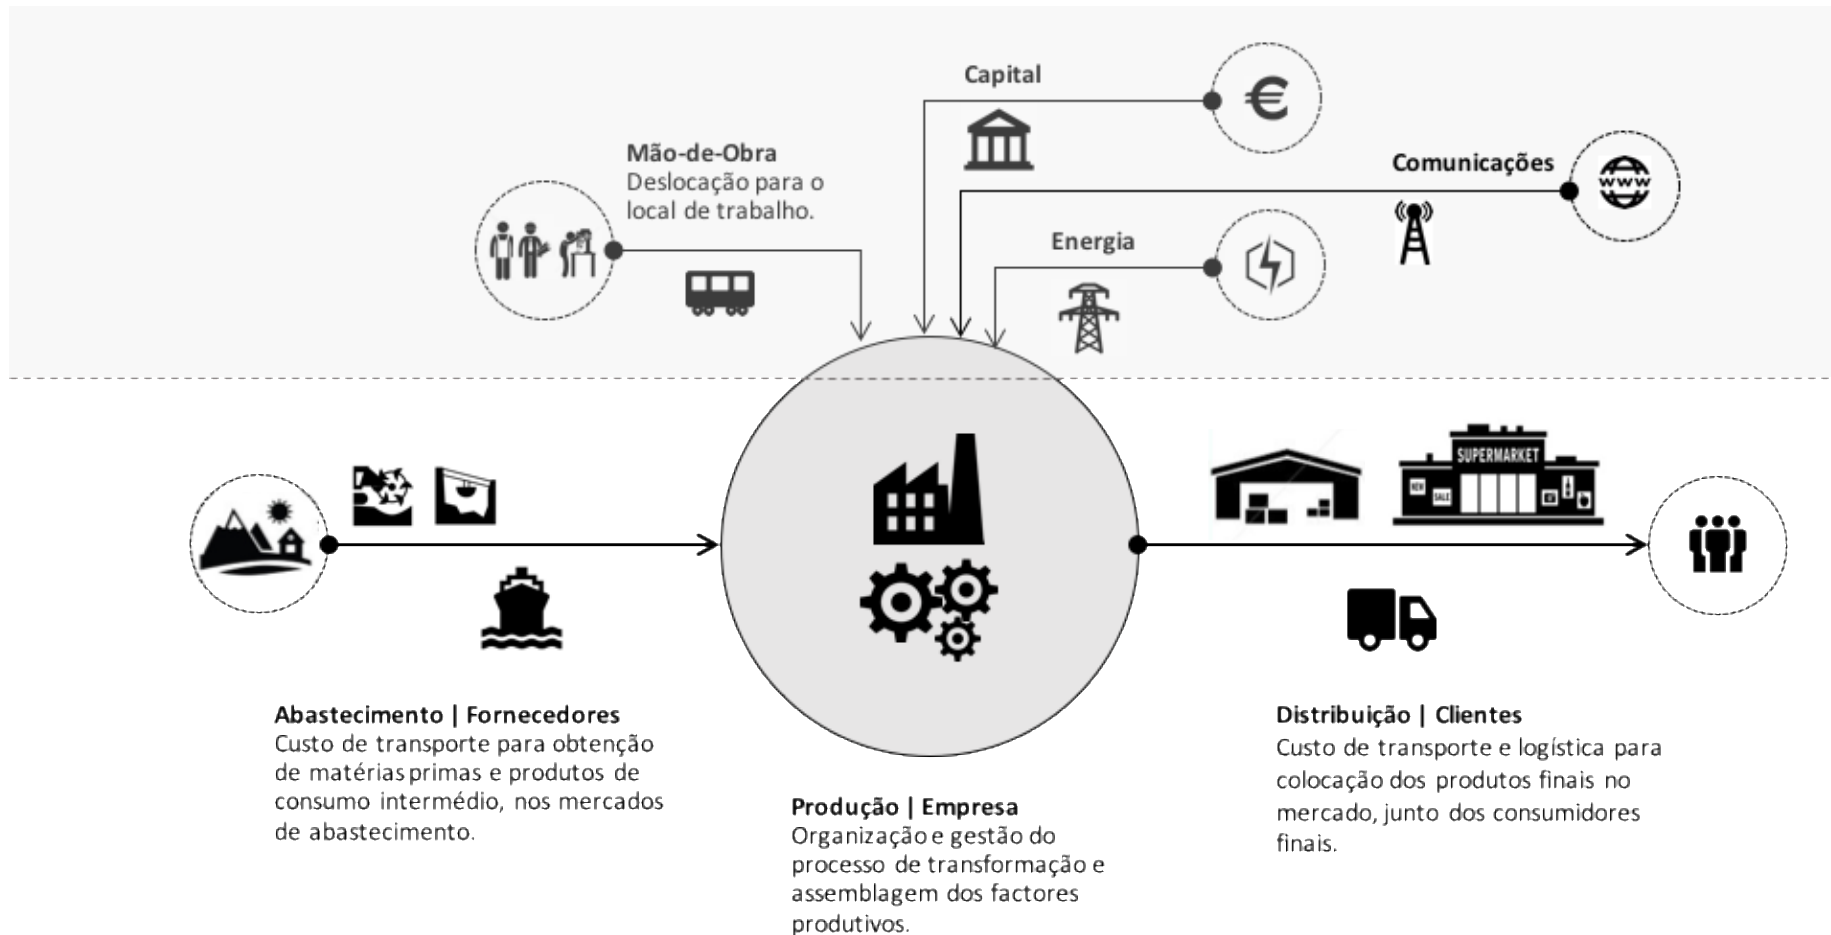 Capital
Mão-de-Obra
Deslocação para o
local de trabalho.
Comunicações
www
Energia
SUPERMARKET
NEW
SALE
Abastecimento | Fornecedores
Custo de transporte para obtenção
de matérias primas e produtos de
consumo intermédio, nos mercados
de abastecimento.
Produção | Empresa
Organização e gestão do
processo de transformação e
assemblagem dos factores
produtivos.
Distribuição | Clientes
Custo de transporte e logística para
colocação dos produtos finais no
mercado, junto dos consumidores
finais.